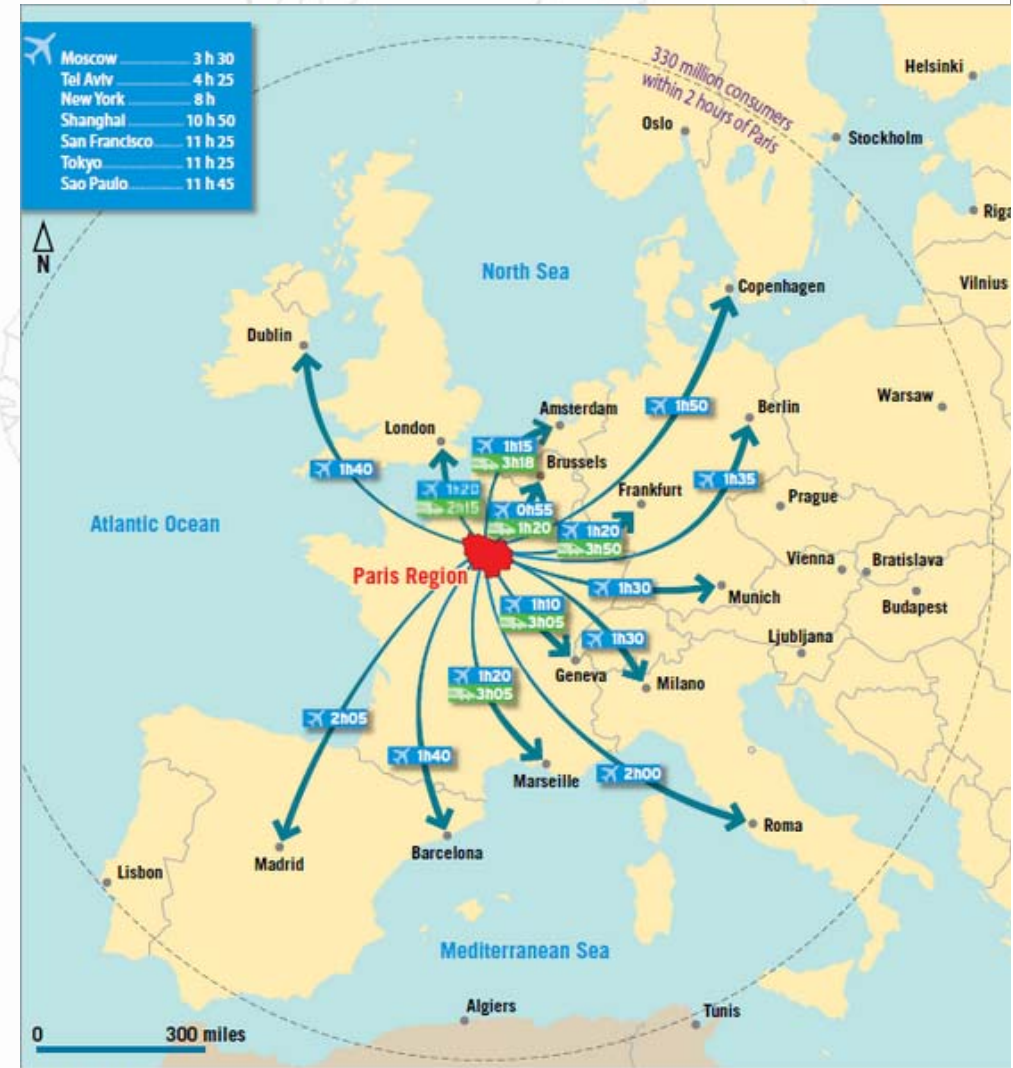 Moscow 3 h 30
Tel Aviv 4 h 25
New York 8 h
Shanghai 10 h 50
San Francisco 11 h 25
Tokyo 11 h 25
Sao Paulo 11 h 45
330 million consumers
within 2 hours of Paris
Helsinki
Oslo
Stockholm
Riga
N
North Sea
Copenhagen
Vilnius
Dublin
Warsaw
Amsterdam
1h50
Berlin
London
1h15
3h18
Brussels
1h40
1h20
2h15
Frankfurt
1h35
Prague
0h55
1h20
Atlantic Ocean
1h20
3h50
Vienna
Bratislava
Paris Region
1h30
Munich
Budapest
1h10
3h05
1h30
Ljubljana
Geneva
Milano
1h20
3h05
2h05
1h40
Marseille
2h00
Roma
Madrid
Barcelona
Lisbon
Mediterranean Sea
Algiers
Tunis
0 300 miles